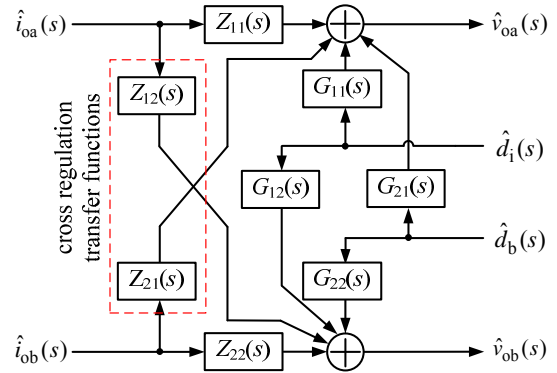 î_oa(s)
Z_11(s)
v̂_oa(s)
Z_12(s)
G_11(s)
cross regulation
transfer functions
d̂_i(s)
G_12(s)
G_21(s)
d̂_b(s)
Z_21(s)
G_22(s)
î_ob(s)
Z_22(s)
v̂_ob(s)